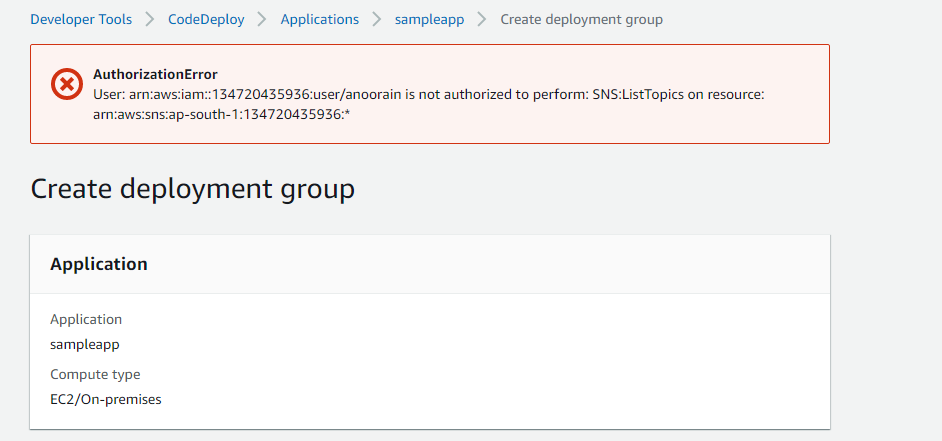 Developer Tools > CodeDeploy > Applications > sampleapp > Create deployment group
AuthorizationError
User: arn:aws:iam::134720435936:user/anoorain is not authorized to perform: SNS:ListTopics on resource:
arn:aws:sns:ap-south-1:134720435936:*
Create deployment group
Application
Application
sampleapp
Compute type
EC2/On-premises